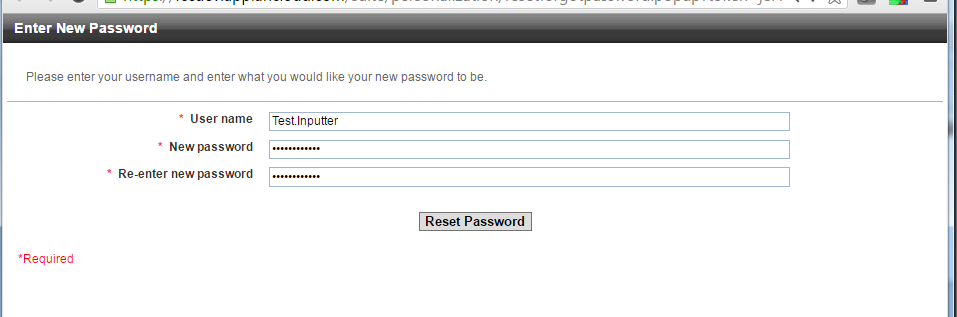 Enter New Password
Please enter your username and enter what you would like your new password to be.
* User name
Test.Inputter
* New password
••••••••••••
* Re-enter new password
••••••••••••
Reset Password
*Required